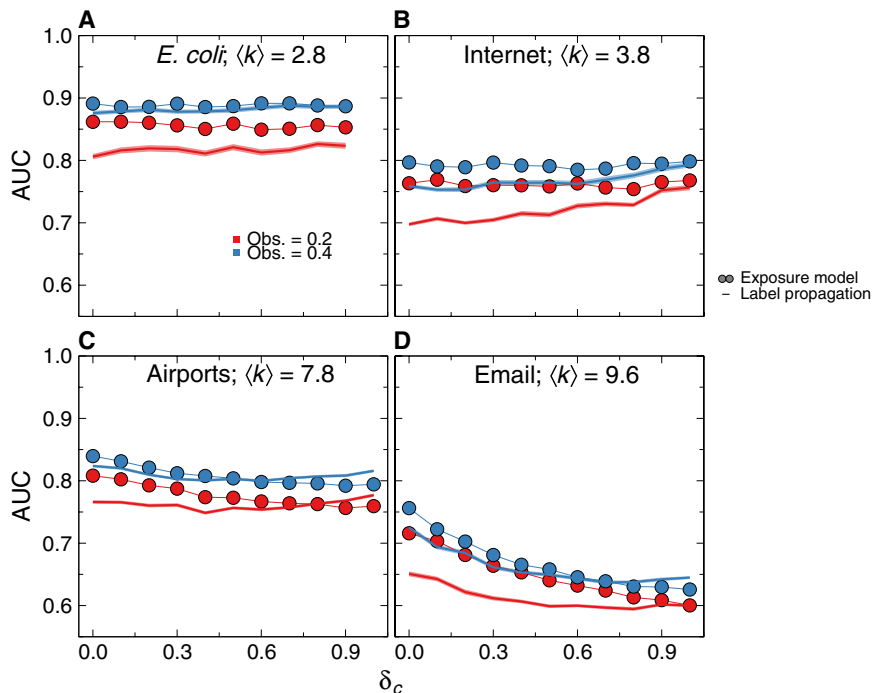 A
B
E. coli; ⟨k⟩ = 2.8
Internet; ⟨k⟩ = 3.8
1.0
0.9
0.8
0.7
0.6
AUC
Obs. = 0.2
Obs. = 0.4
Exposure model
Label propagation
C
D
Airports; ⟨k⟩ = 7.8
Email; ⟨k⟩ = 9.6
1.0
0.9
0.8
0.7
0.6
AUC
0.0 0.3 0.6 0.9
0.0 0.3 0.6 0.9
δc